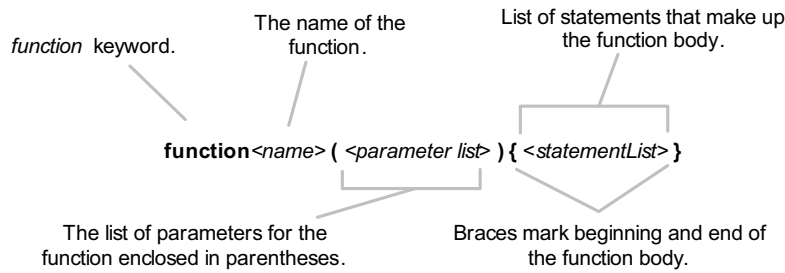 function keyword.
The name of the
function.
List of statements that make up
the function body.
function<name> ( <parameter list> ) { <statementList> }
The list of parameters for the
function enclosed in parentheses.
Braces mark beginning and end of
the function body.